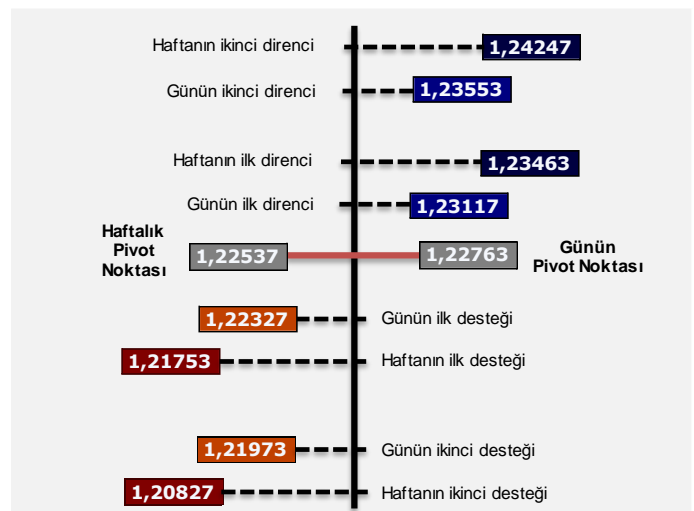 Haftanın ikinci direnci
1,24247
Günün ikinci direnci
1,23553
Haftanın ilk direnci
1,23463
Günün ilk direnci
1,23117
Haftalık
Pivot
Noktası
1,22537
1,22763
Günün
Pivot Noktası
1,22327
Günün ilk desteği
1,21753
Haftanın ilk desteği
1,21973
Günün ikinci desteği
1,20827
Haftanın ikinci desteği